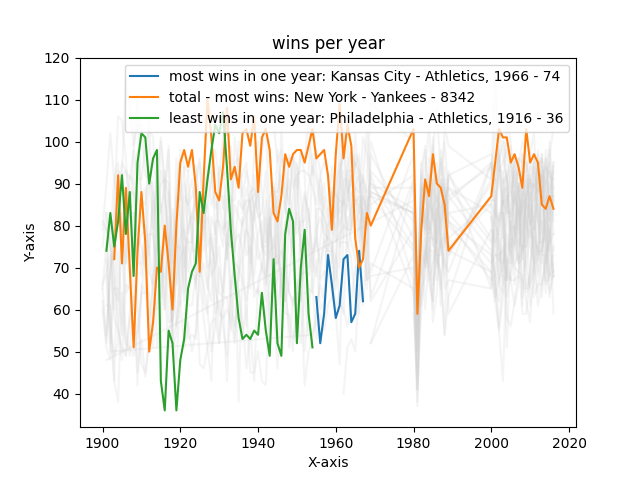 wins per year
120
110
100
90
80
70
60
50
40
Y-axis
most wins in one year: Kansas City - Athletics, 1966 - 74
total - most wins: New York - Yankees - 8342
least wins in one year: Philadelphia - Athletics, 1916 - 36
1900 1920 1940 1960 1980 2000 2020
X-axis